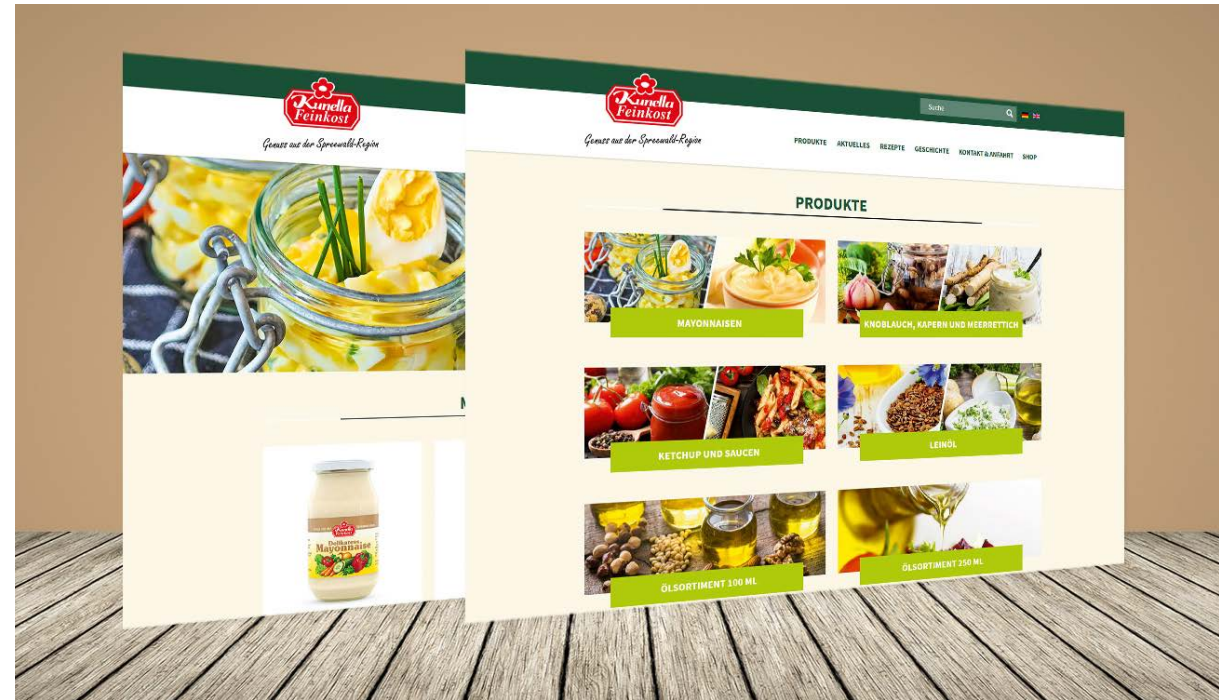 Kunella
Feinkost
Genuss aus der Spreewald-Region
Delikatess
Mayonnaise
Kunella
Feinkost
Genuss aus der Spreewald-Region
Suche
PRODUKTE AKTUELLES REZEPTE GESCHICHTE KONTAKT & ANFAHRT SHOP
PRODUKTE
MAYONNAISEN
KNOBLAUCH, KAPERN UND MEERRETTICH
KETCHUP UND SAUCEN
LEINÖL
ÖLSORTIMENT 100 ML
ÖLSORTIMENT 250 ML